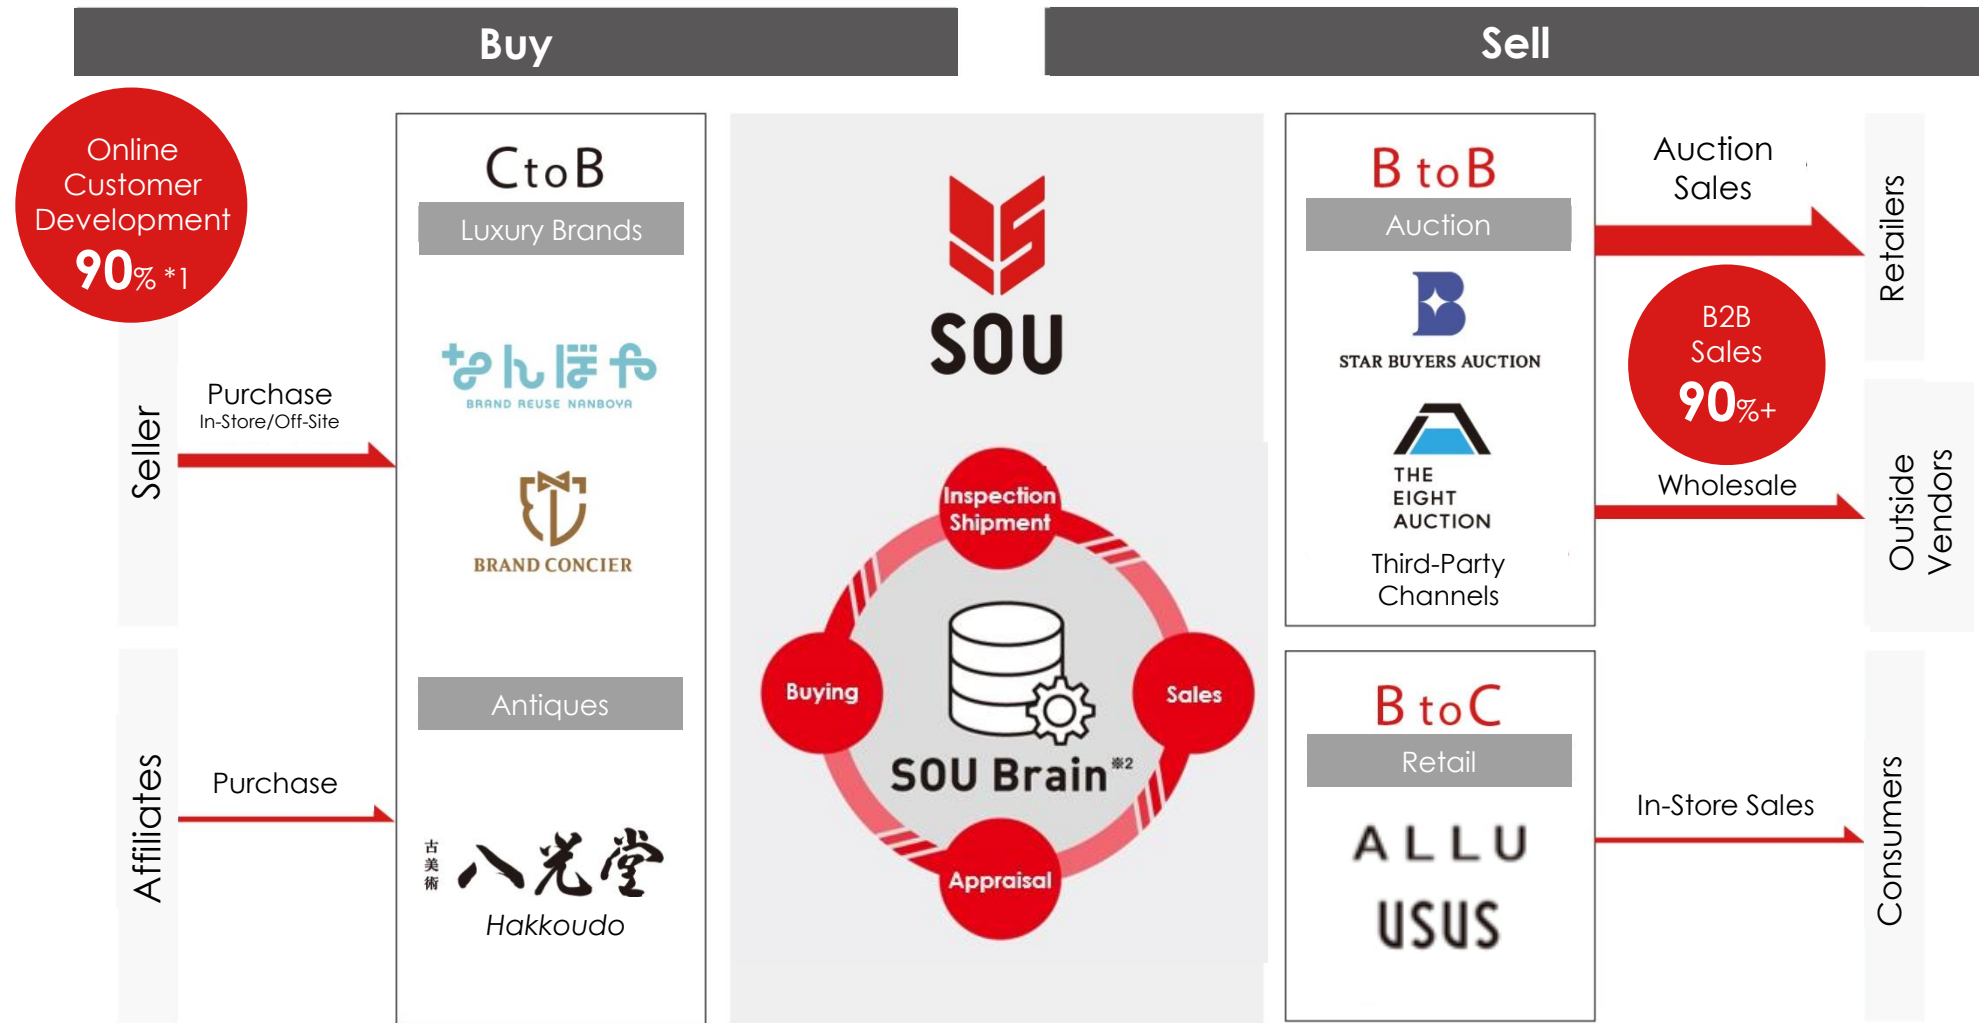 Buy
Sell
Online
Customer
Development
90% *1
Seller
Purchase
In-Store/Off-Site
Affiliates
Purchase
CtoB
Luxury Brands
なんぼや
BRAND REUSE NANBOYA
BRAND CONCIER
Antiques
古美術
八光堂
Hakkoudo
SOU
Inspection
Shipment
Buying
Sales
SOU Brain※2
Appraisal
B to B
Auction
B
STAR BUYERS AUCTION
THE
EIGHT
AUCTION
Third-Party
Channels
B to C
Retail
ALLU
USUS
Auction
Sales
B2B
Sales
90%+
Wholesale
In-Store Sales
Retailers
Outside
Vendors
Consumers